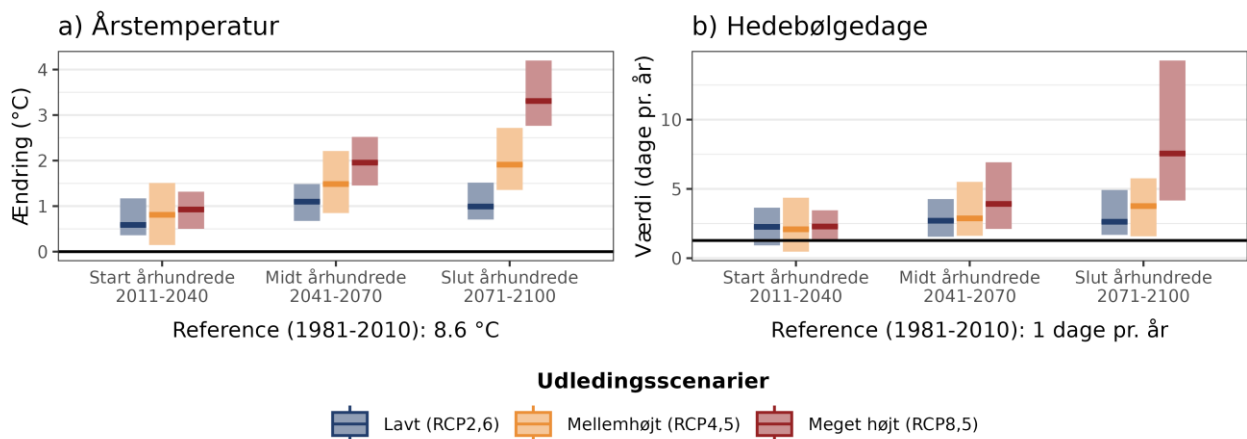 a) Årstemperatur
Ændring (°C)
4
3
2
1
0
Start århundrede
2011-2040
Midt århundrede
2041-2070
Slut århundrede
2071-2100
Reference (1981-2010): 8.6 °C
b) Hedebølgedage
Værdi (dage pr. år)
10
5
0
Start århundrede
2011-2040
Midt århundrede
2041-2070
Slut århundrede
2071-2100
Reference (1981-2010): 1 dage pr. år
Udledingsscenarier
Lavt (RCP2,6)
Mellemhøjt (RCP4,5)
Meget højt (RCP8,5)